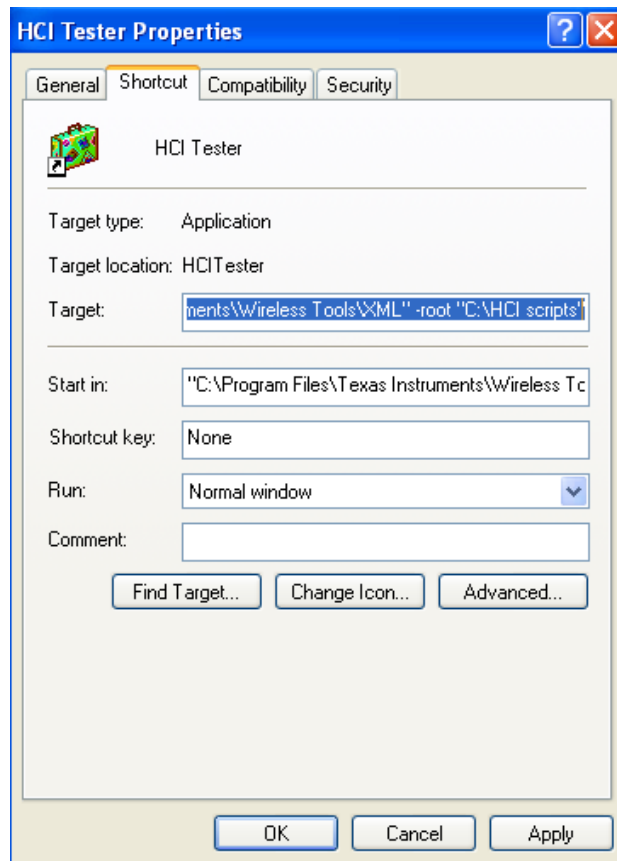 HCI Tester Properties
General Shortcut Compatibility Security
HCI Tester
Target type: Application
Target location: HCITester
Target: ments\Wireless Tools\XML" -root "C:\HCI scripts"
Start in: "C:\Program Files\Texas Instruments\Wireless Tc
Shortcut key: None
Run: Normal window
Comment:
Find Target... Change Icon... Advanced...
OK Cancel Apply